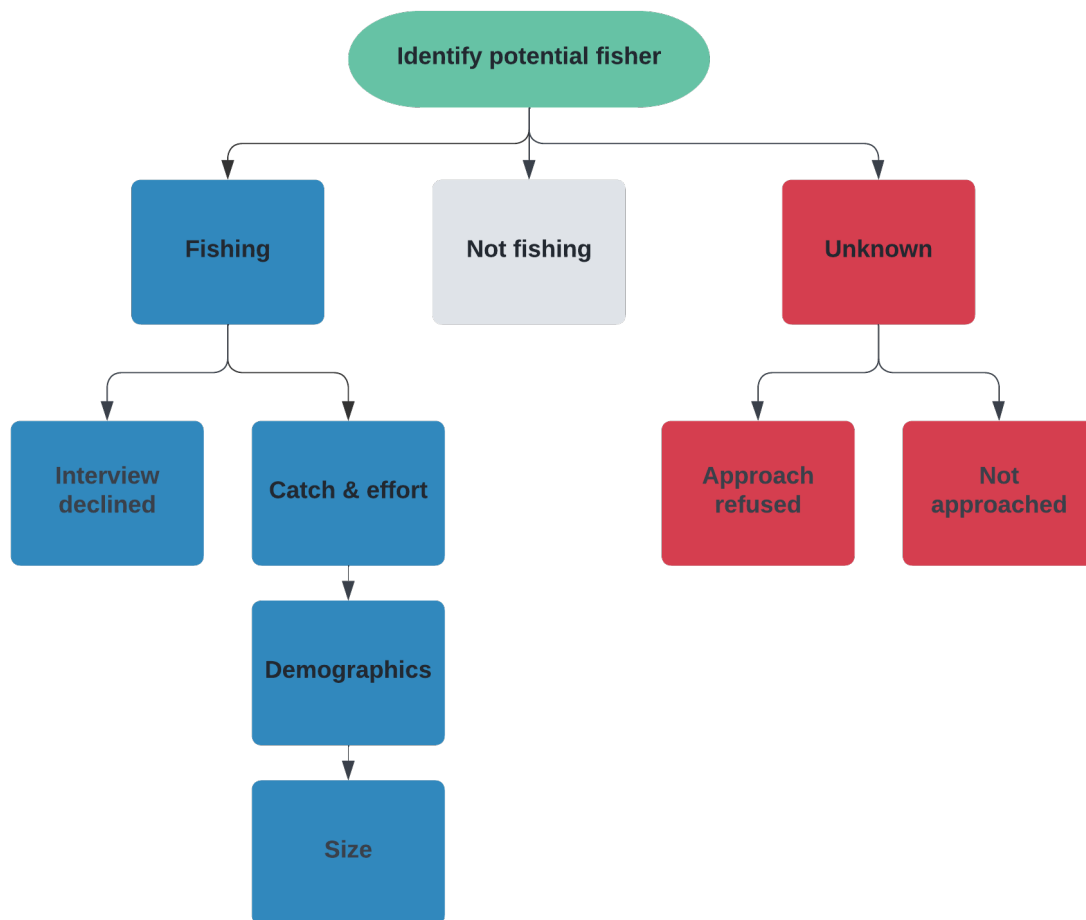 Identify potential fisher
Fishing
Not fishing
Unknown
Interview
declined
Catch & effort
Approach
refused
Not
approached
Demographics
Size